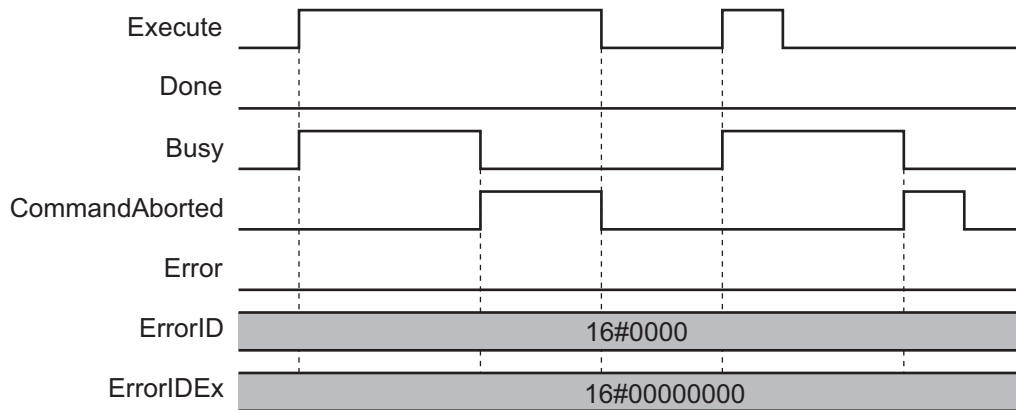 Execute
Done
Busy
CommandAborted
Error
ErrorID 16#0000
ErrorIDEx 16#00000000